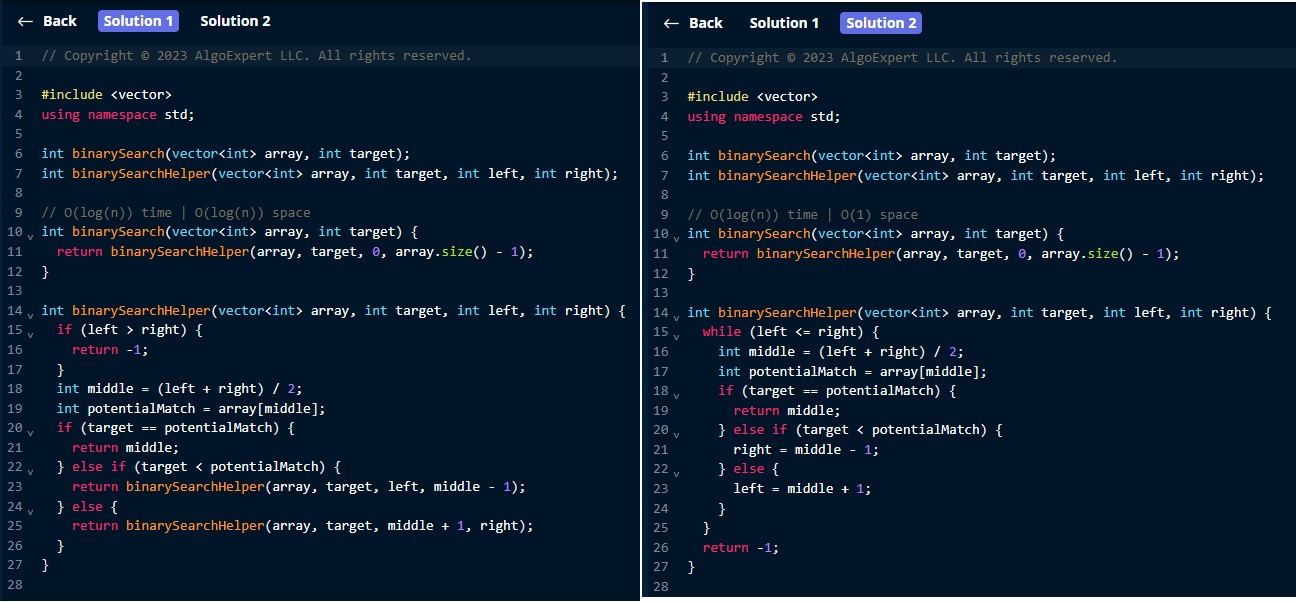 ← Back Solution 1 Solution 2
1 // Copyright © 2023 AlgoExpert LLC. All rights reserved.
2
3 #include <vector>
4 using namespace std;
5
6 int binarySearch(vector<int> array, int target);
7 int binarySearchHelper(vector<int> array, int target, int left, int right);
8
9 // O(log(n)) time | O(log(n)) space
10 int binarySearch(vector<int> array, int target) {
11   return binarySearchHelper(array, target, 0, array.size() - 1);
12 }
13
14 int binarySearchHelper(vector<int> array, int target, int left, int right) {
15   if (left > right) {
16     return -1;
17   }
18   int middle = (left + right) / 2;
19   int potentialMatch = array[middle];
20   if (target == potentialMatch) {
21     return middle;
22   } else if (target < potentialMatch) {
23     return binarySearchHelper(array, target, left, middle - 1);
24   } else {
25     return binarySearchHelper(array, target, middle + 1, right);
26   }
27 }
28
← Back Solution 1 Solution 2
1 // Copyright © 2023 AlgoExpert LLC. All rights reserved.
2
3 #include <vector>
4 using namespace std;
5
6 int binarySearch(vector<int> array, int target);
7 int binarySearchHelper(vector<int> array, int target, int left, int right);
8
9 // O(log(n)) time | O(1) space
10 int binarySearch(vector<int> array, int target) {
11   return binarySearchHelper(array, target, 0, array.size() - 1);
12 }
13
14 int binarySearchHelper(vector<int> array, int target, int left, int right) {
15   while (left <= right) {
16     int middle = (left + right) / 2;
17     int potentialMatch = array[middle];
18     if (target == potentialMatch) {
19       return middle;
20     } else if (target < potentialMatch) {
21       right = middle - 1;
22     } else {
23       left = middle + 1;
24     }
25   }
26   return -1;
27 }
28